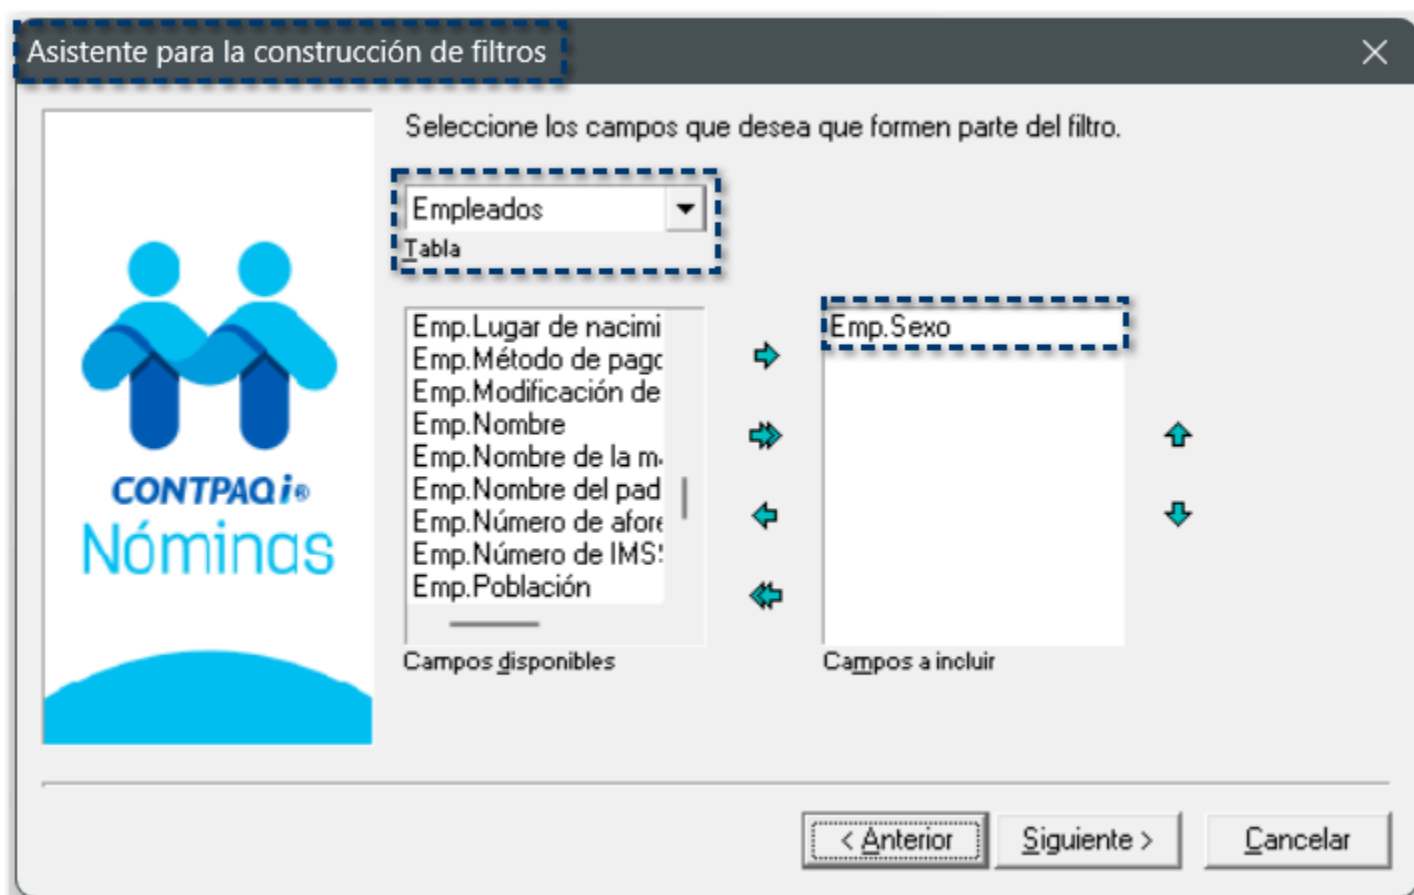 Asistente para la construcción de filtros
Seleccione los campos que desea que formen parte del filtro.
Empleados
Tabla
Emp.Lugar de nacimi
Emp.Método de pago
Emp.Modificación de
Emp.Nombre
Emp.Nombre de la m
Emp.Nombre del pad
Emp.Número de afore
Emp.Número de IMSS
Emp.Población
Campos disponibles
Emp.Sexo
Campos a incluir
CONTPAQi®
Nóminas
< Anterior
Siguiente >
Cancelar